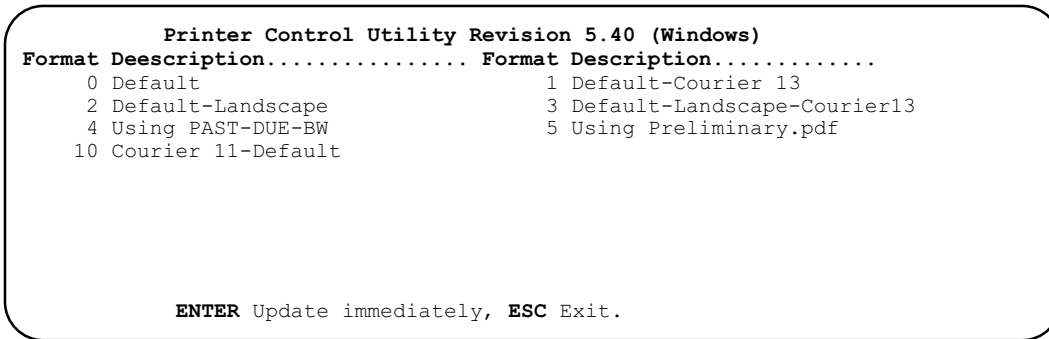 Printer Control Utility Revision 5.40 (Windows)
Format Deescription................ Format Description.............
0 Default 1 Default-Courier 13
2 Default-Landscape 3 Default-Landscape-Courier13
4 Using PAST-DUE-BW 5 Using Preliminary.pdf
10 Courier 11-Default
ENTER Update immediately, ESC Exit.